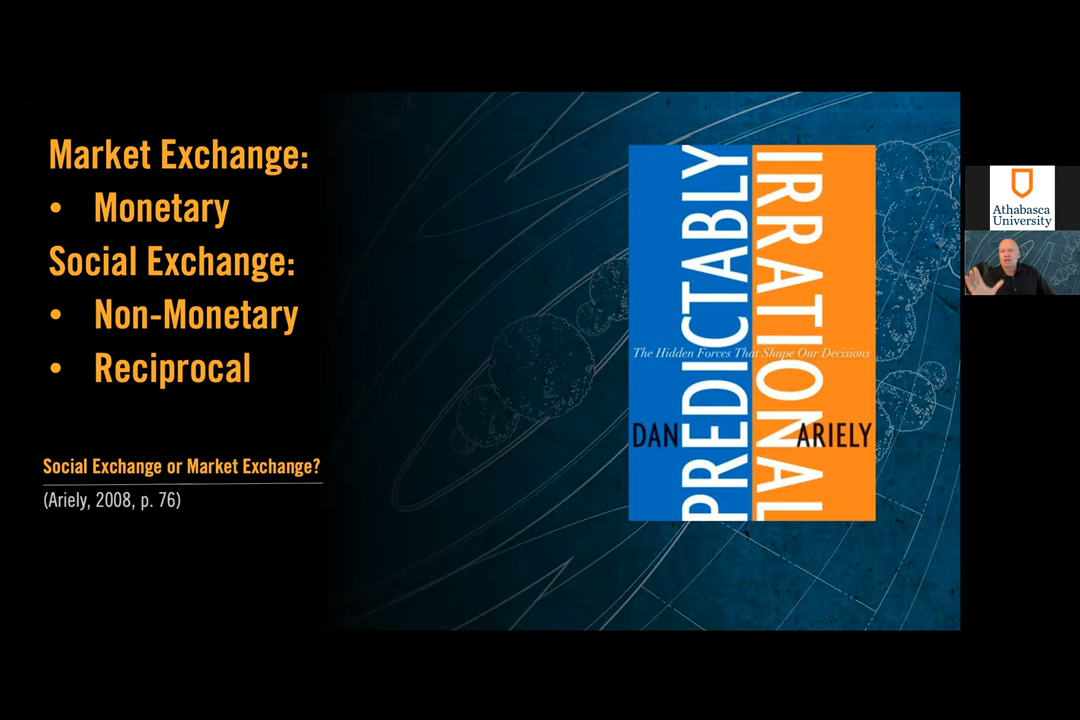 Market Exchange:
• Monetary
Social Exchange:
• Non-Monetary
• Reciprocal
Social Exchange or Market Exchange?
(Ariely, 2008, p. 76)
PREDICTABLY
IRRATIONAL
The Hidden Forces That Shape Our Decisions
DAN ARIELY
Athabasca
University